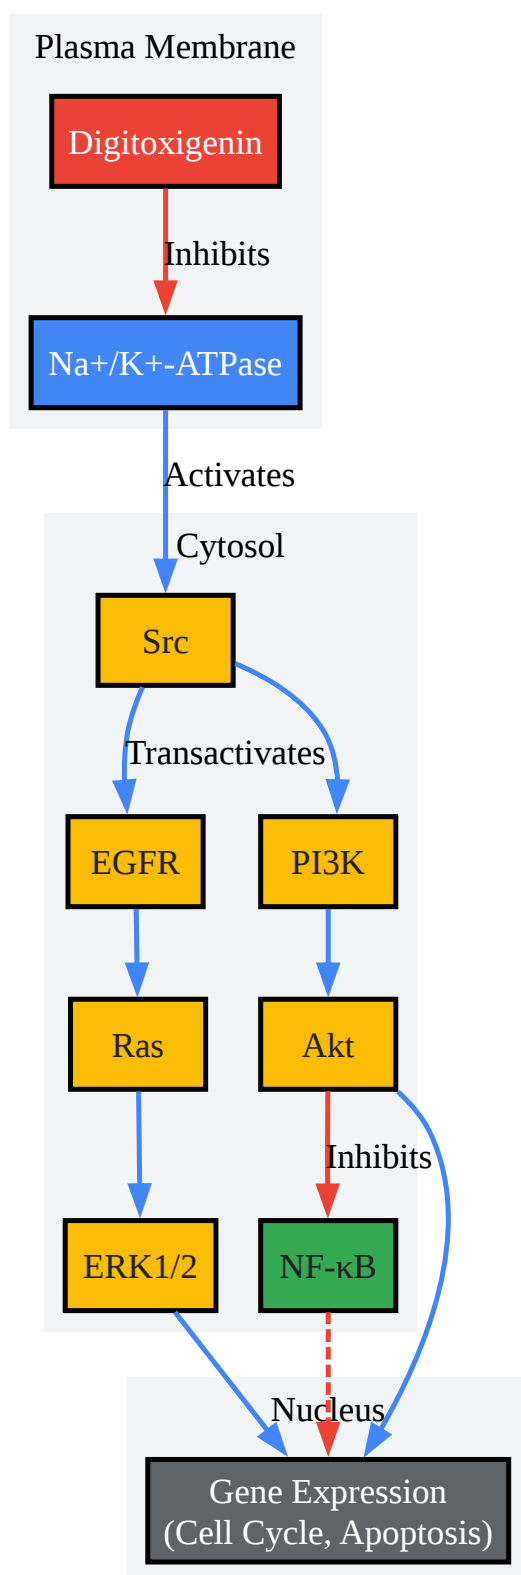 Plasma Membrane
Digitoxigenin
Inhibits
Na+/K+-ATPase
Activates
Cytosol
Src
Transactivates
EGFR
PI3K
Ras
Akt
Inhibits
ERK1/2
NF-κB
Nucleus
Gene Expression
(Cell Cycle, Apoptosis)